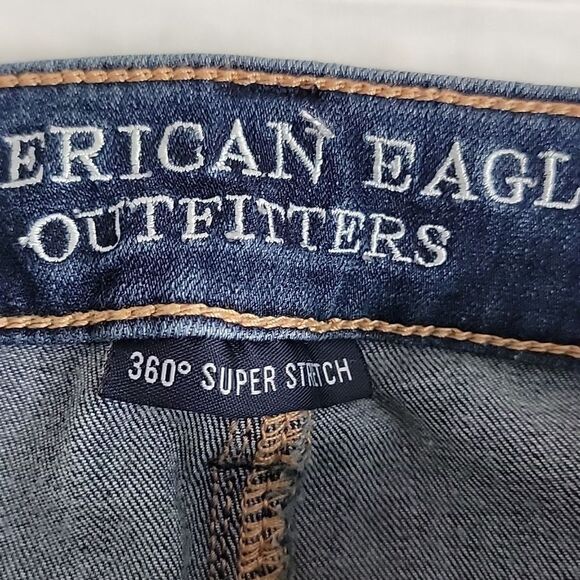 ERICAN EAGL
OUTFITTERS
360° SUPER STRETCH